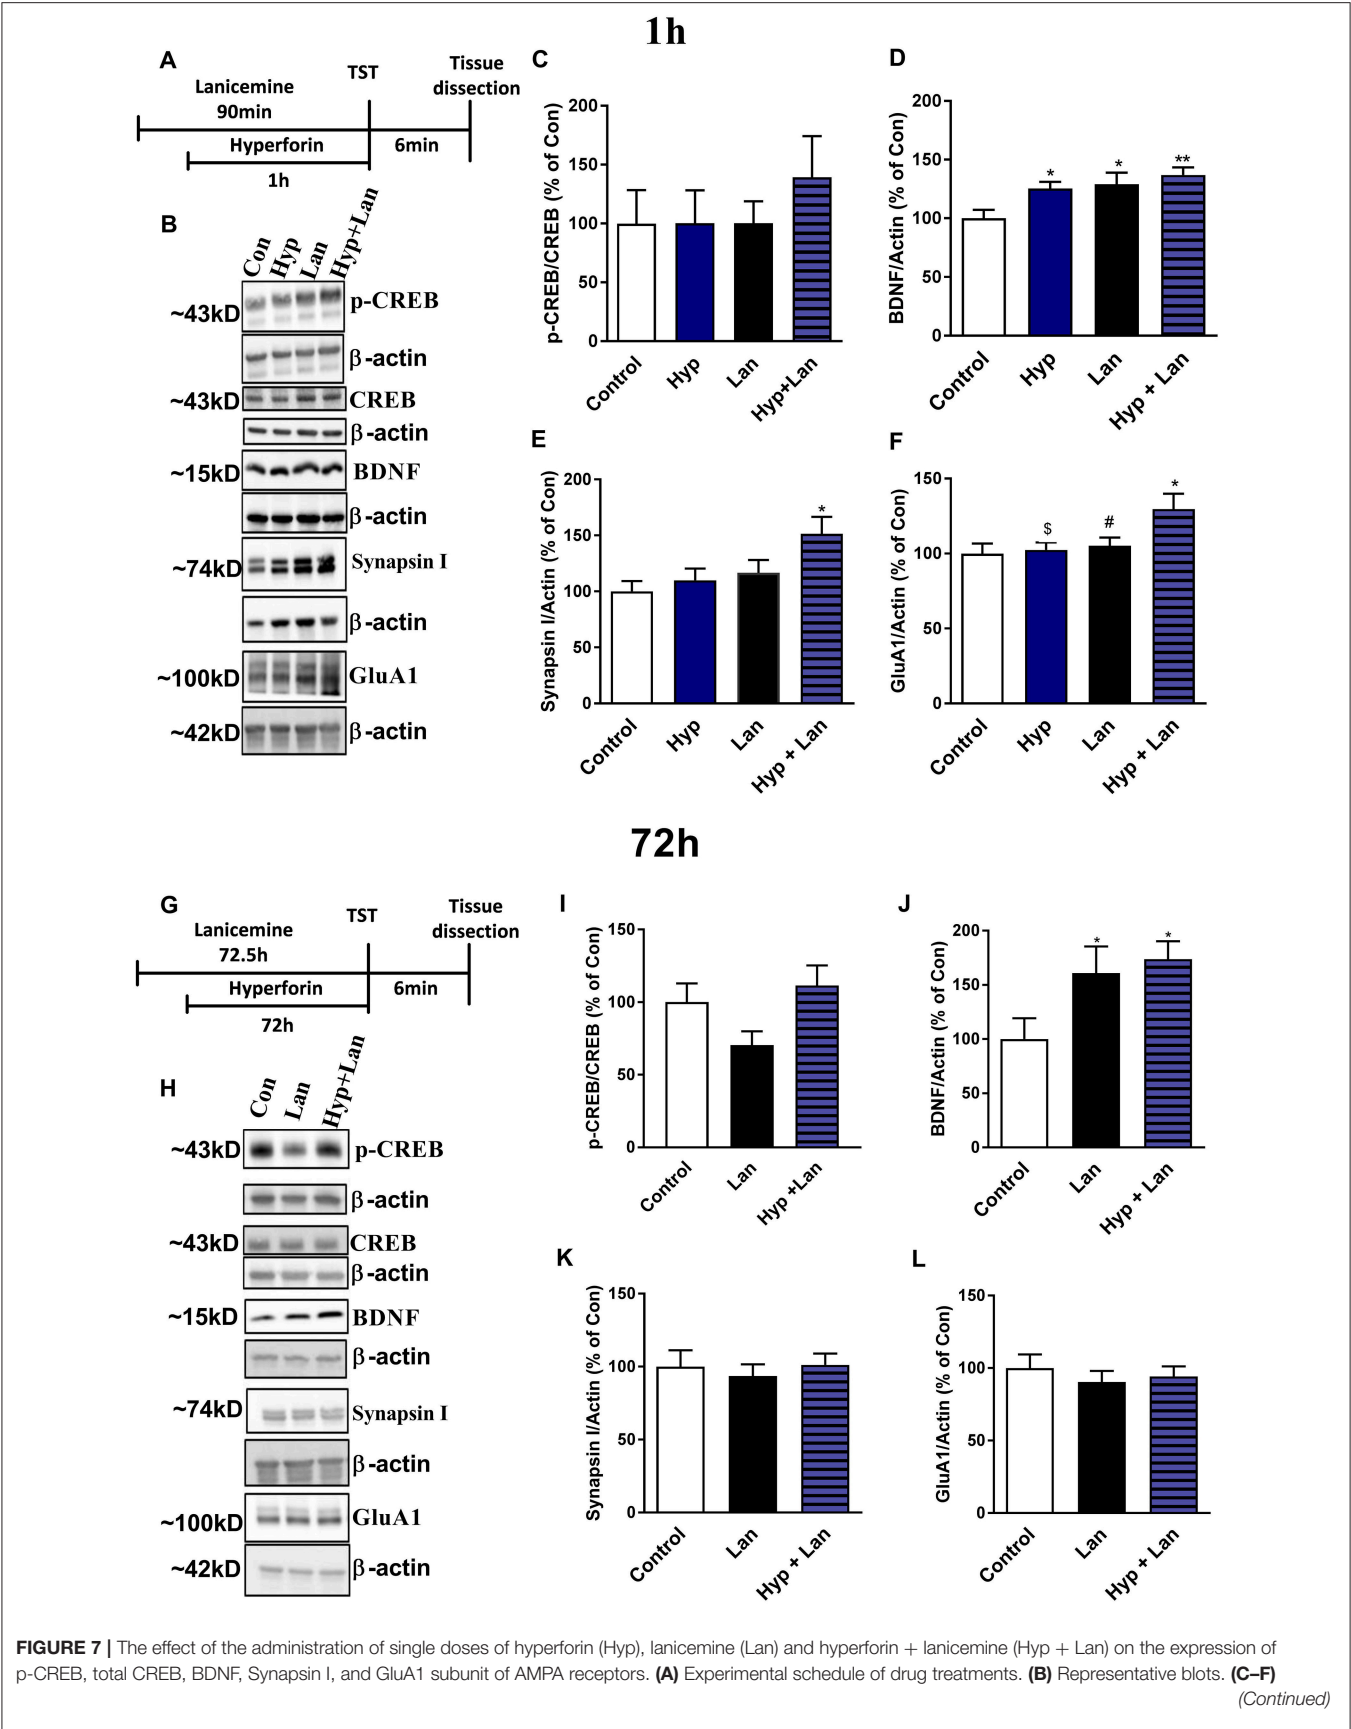 1h
A
Lanicemine
90min
TST
Tissue
dissection
Hyperforin
1h
6min
B
Con
Hyp
Lan
Hyp+Lan
~43kD
p-CREB
β-actin
~43kD
CREB
β-actin
~15kD
BDNF
β-actin
~74kD
Synapsin I
β-actin
~100kD
GluA1
~42kD
β-actin
C
p-CREB/CREB (% of Con)
200
150
100
50
0
Control
Hyp
Lan
Hyp+Lan
D
BDNF/Actin (% of Con)
200
150
100
50
0
*
*
**
Control
Hyp
Lan
Hyp + Lan
E
Synapsin I/Actin (% of Con)
200
150
100
50
0
*
Control
Hyp
Lan
Hyp + Lan
F
GluA1/Actin (% of Con)
150
100
50
0
$
#
*
Control
Hyp
Lan
Hyp + Lan
72h
G
Lanicemine
72.5h
TST
Tissue
dissection
Hyperforin
72h
6min
H
Con
Lan
Hyp+Lan
~43kD
p-CREB
β-actin
~43kD
CREB
β-actin
~15kD
BDNF
β-actin
~74kD
Synapsin I
β-actin
~100kD
GluA1
~42kD
β-actin
I
p-CREB/CREB (% of Con)
150
100
50
0
Control
Lan
Hyp +Lan
J
BDNF/Actin (% of Con)
200
150
100
50
0
*
*
Control
Lan
Hyp + Lan
K
Synapsin I/Actin (% of Con)
150
100
50
0
Control
Lan
Hyp + Lan
L
GluA1/Actin (% of Con)
150
100
50
0
Control
Lan
Hyp + Lan
FIGURE 7 | The effect of the administration of single doses of hyperforin (Hyp), lanicemine (Lan) and hyperforin + lanicemine (Hyp + Lan) on the expression of
p-CREB, total CREB, BDNF, Synapsin I, and GluA1 subunit of AMPA receptors. (A) Experimental schedule of drug treatments. (B) Representative blots. (C–F)
(Continued)